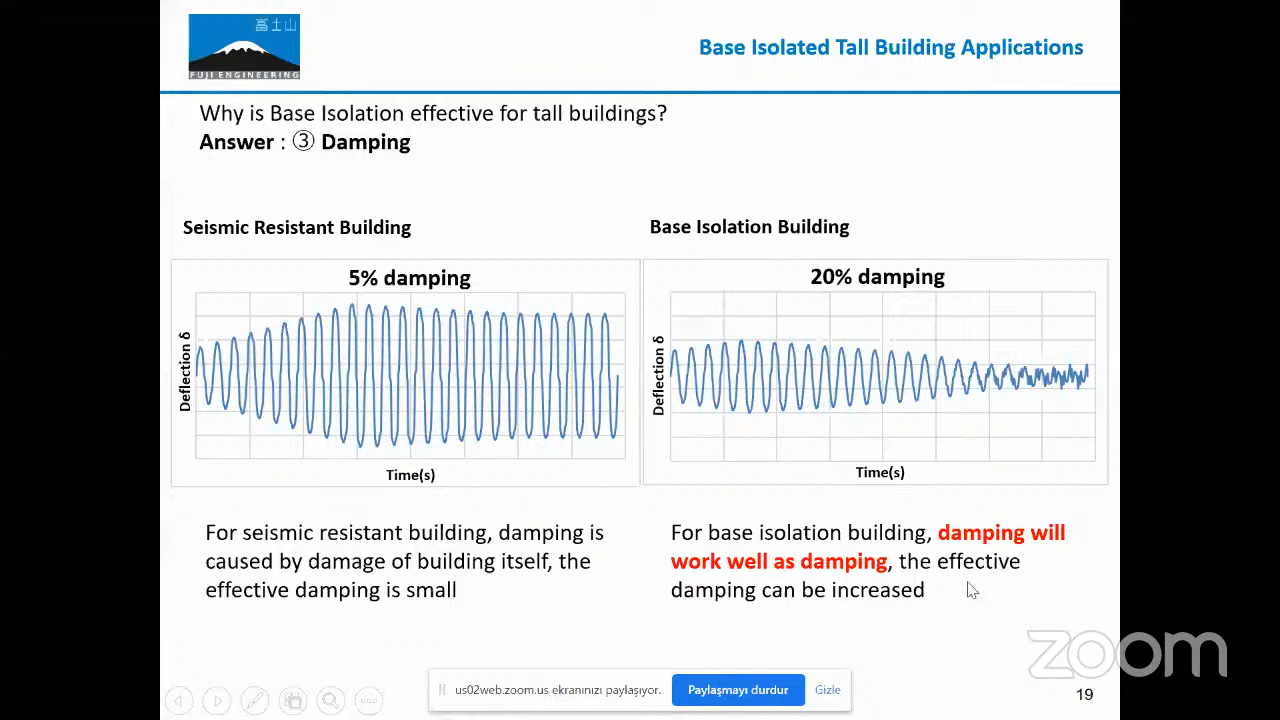 富士山
FUJI ENGINEERING
Base Isolated Tall Building Applications
Why is Base Isolation effective for tall buildings?
Answer : ③ Damping
Seismic Resistant Building
Base Isolation Building
5% damping
Deflection δ
Time(s)
20% damping
Deflection δ
Time(s)
For seismic resistant building, damping is
caused by damage of building itself, the
effective damping is small
For base isolation building, damping will
work well as damping, the effective
damping can be increased
zoom
us02web.zoom.us ekranınızı paylaşıyor.
Paylaşmayı durdur
Gizle
19